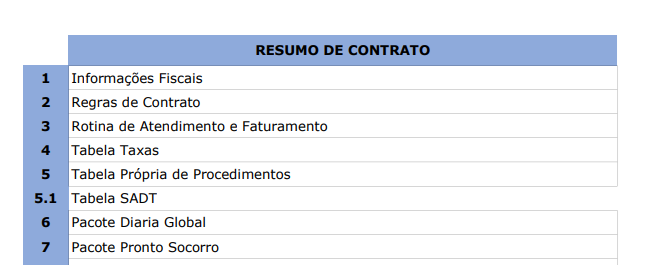 RESUMO DE CONTRATO
1 Informações Fiscais
2 Regras de Contrato
3 Rotina de Atendimento e Faturamento
4 Tabela Taxas
5 Tabela Própria de Procedimentos
5.1 Tabela SADT
6 Pacote Diaria Global
7 Pacote Pronto Socorro